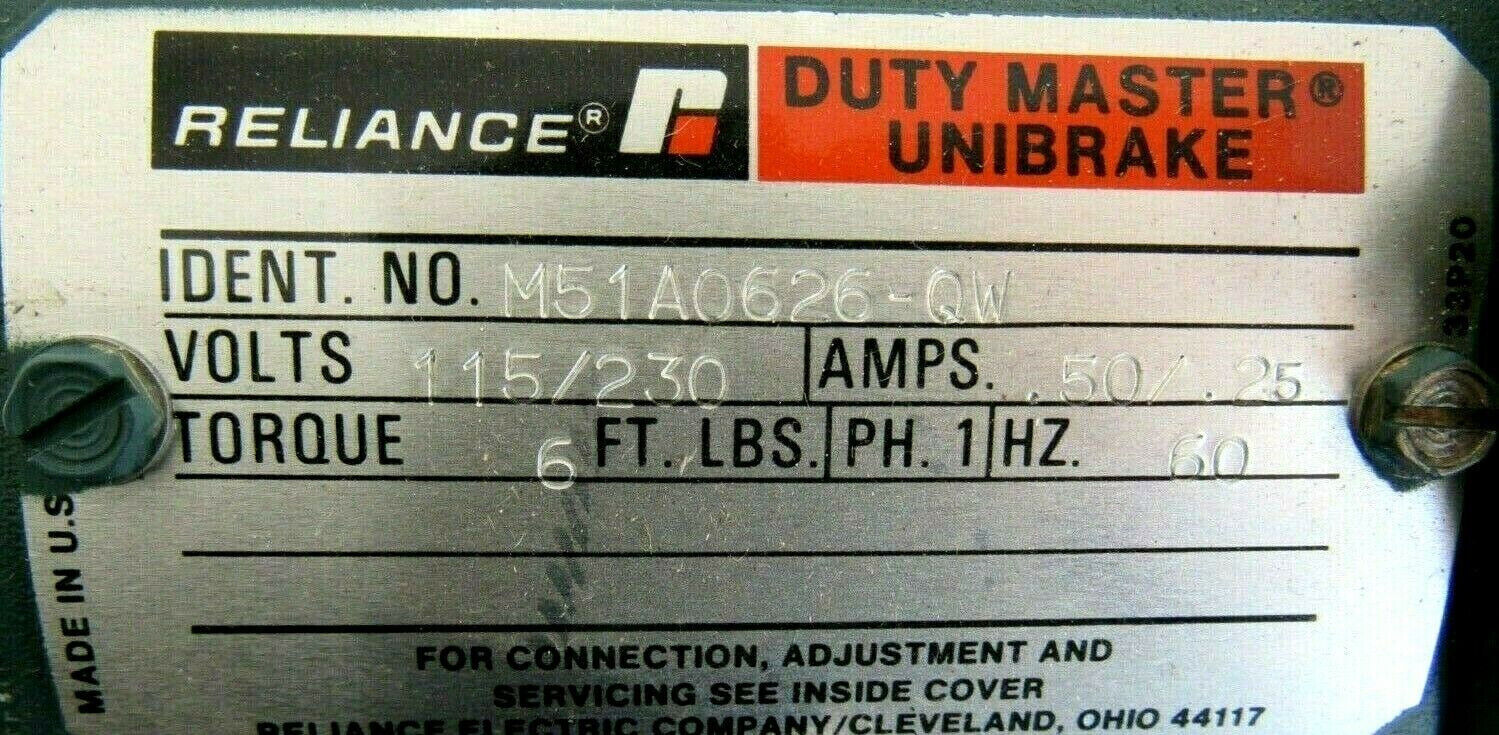 RELIANCE®
DUTY MASTER®
UNIBRAKE
IDENT. NO. M51A0626-QW
VOLTS 115/230 AMPS. .50/.25
TORQUE 6 FT. LBS. PH. 1 HZ. 60
FOR CONNECTION, ADJUSTMENT AND
SERVICING SEE INSIDE COVER
RELIANCE ELECTRIC COMPANY/CLEVELAND, OHIO 44117
MADE IN U.S
33P20